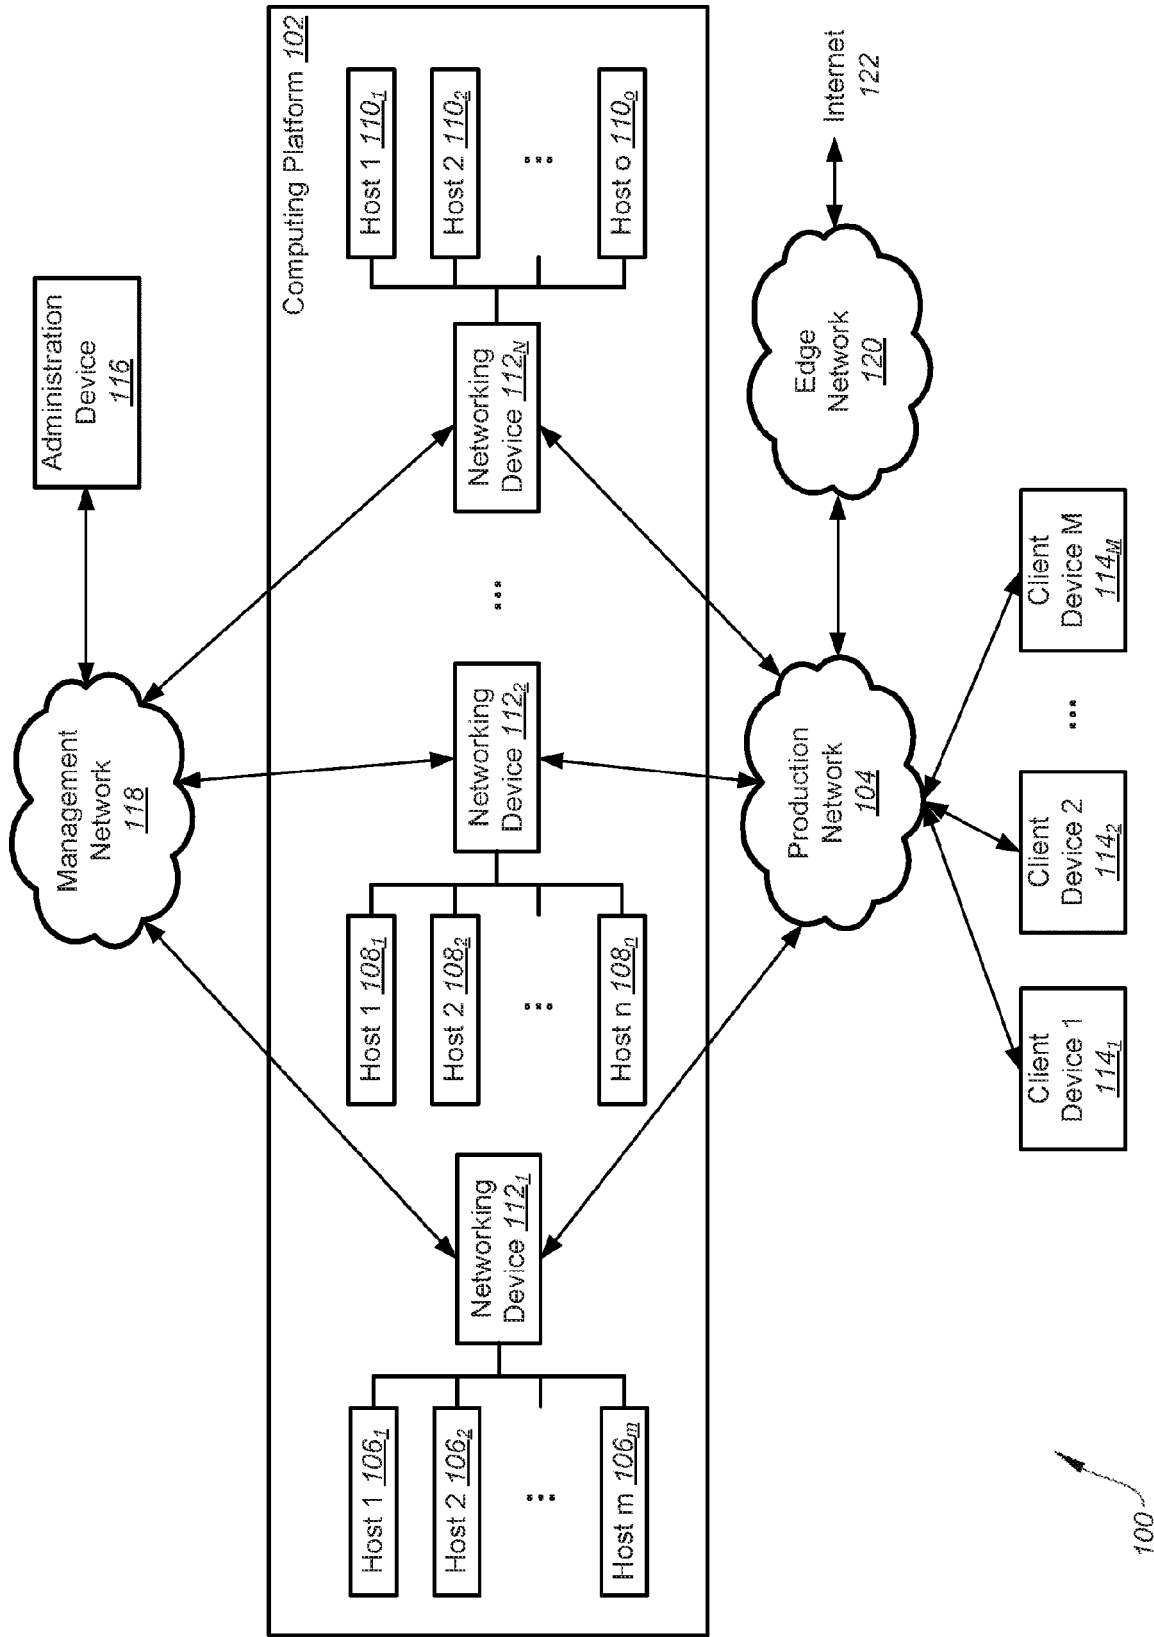 Administration
Device
116
Management
Network
118
Computing Platform 102
Host 1 106₁
Host 2 106₂
...
Host m 106ₘ
Networking
Device 112₁
Host 1 108₁
Host 2 108₂
...
Host n 108ₙ
Networking
Device 112₂
...
Networking
Device 112_N
Host 1 110₁
Host 2 110₂
...
Host o 110ₒ
Production
Network
104
Edge
Network
120
Internet
122
Client
Device 1
114₁
Client
Device 2
114₂
...
Client
Device M
114_M
100